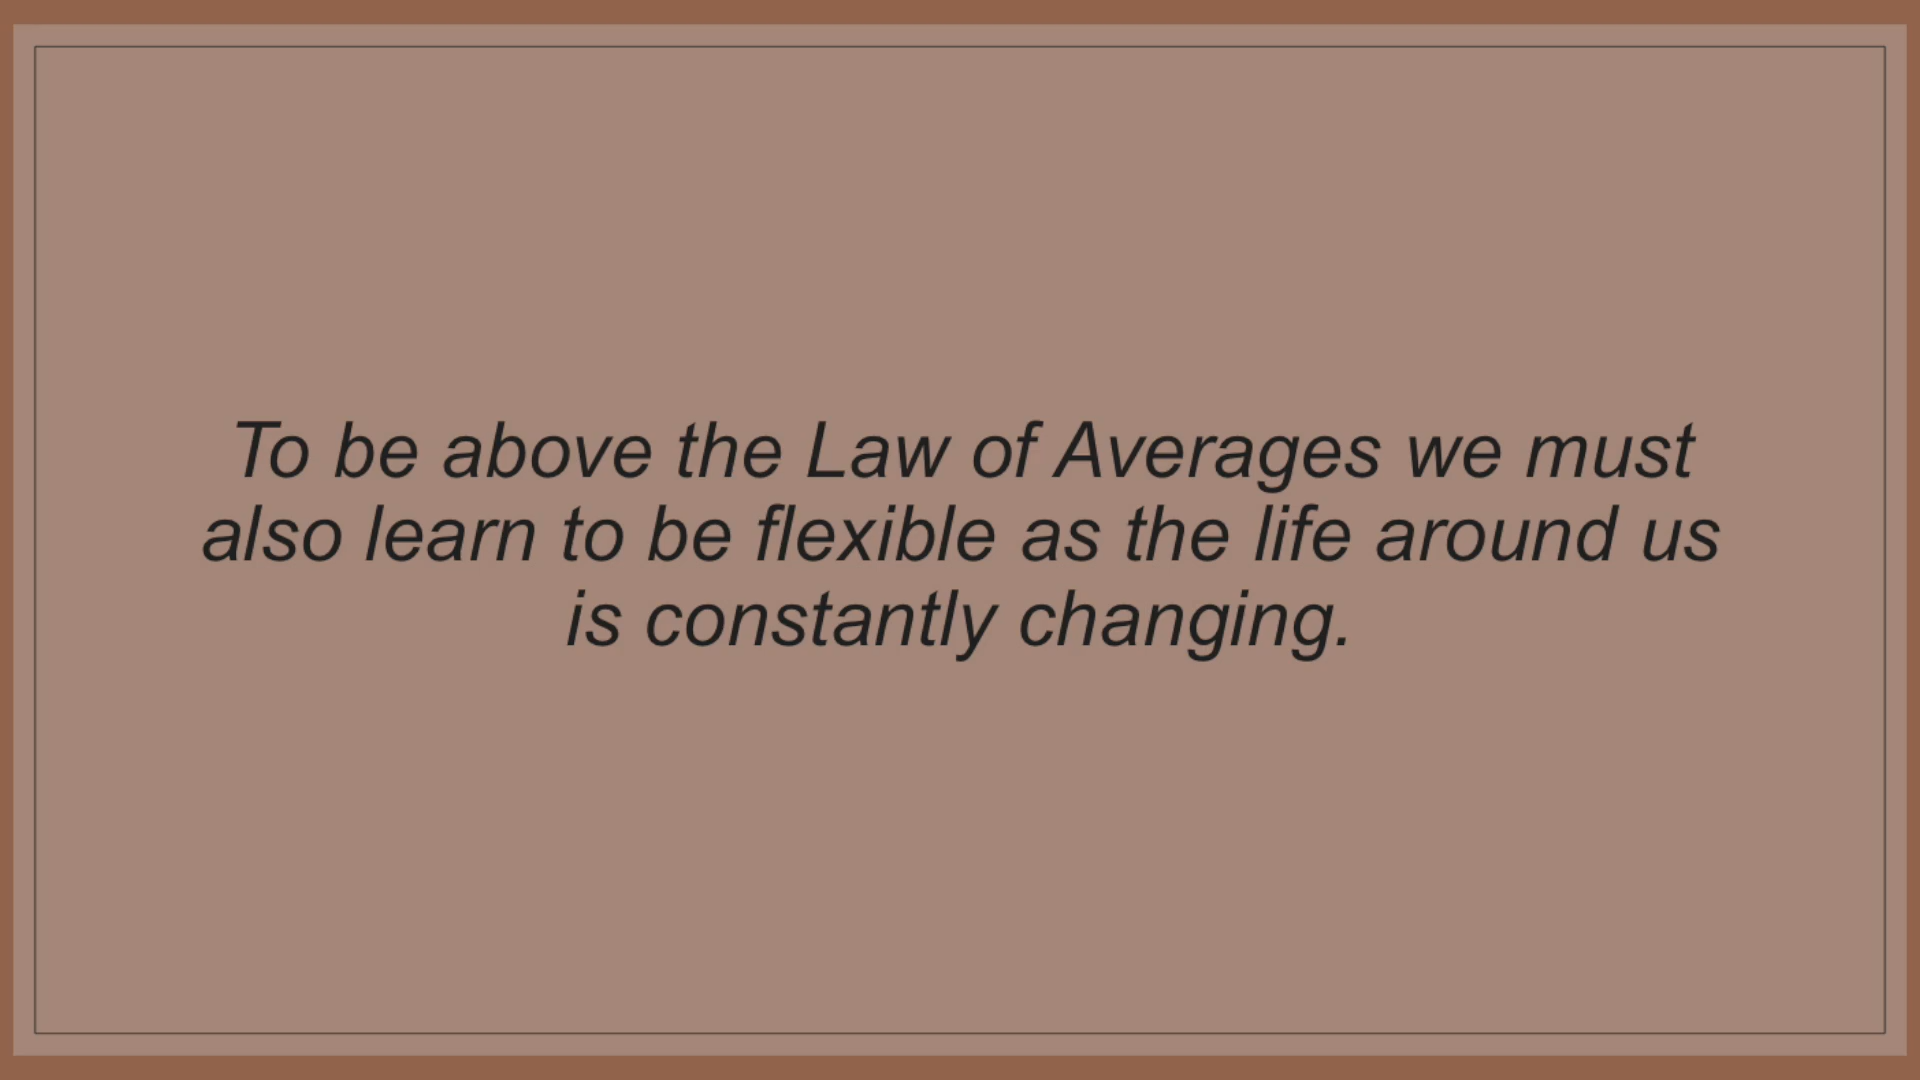 To be above the Law of Averages we must
also learn to be flexible as the life around us
is constantly changing.